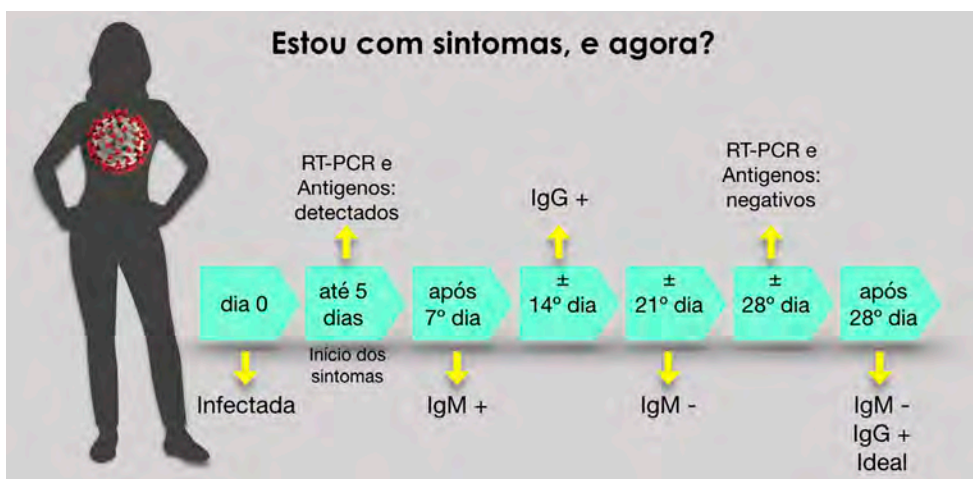 Estou com sintomas, e agora?
RT-PCR e
Antigenos:
detectados
IgG +
RT-PCR e
Antigenos:
negativos
dia 0
até 5
dias
após
7º dia
±
14º dia
±
21º dia
±
28º dia
após
28º dia
Início dos
sintomas
Infectada
IgM +
IgM -
IgM -
IgG +
Ideal